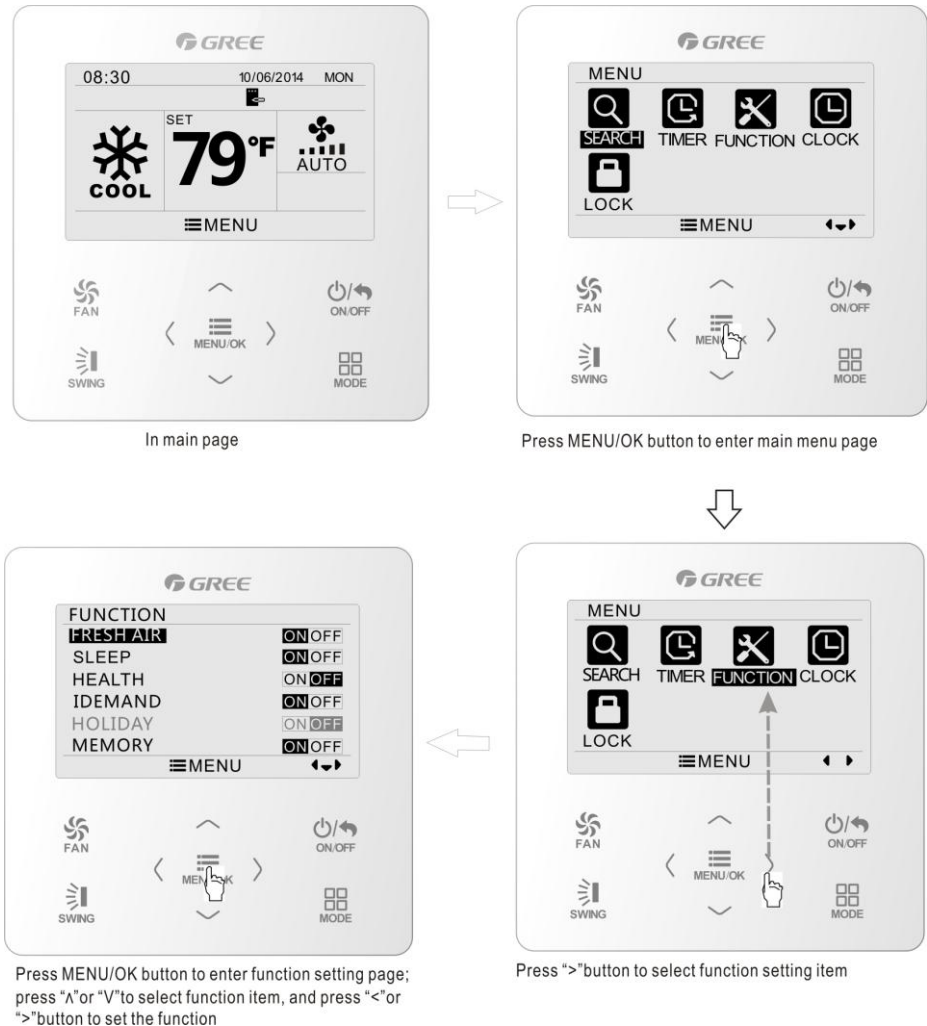 GREE
08:30 10/06/2014 MON
SET
79°F
COOL
AUTO
MENU
FAN
ON/OFF
MENU/OK
SWING
MODE
In main page
GREE
MENU
SEARCH TIMER FUNCTION CLOCK
LOCK
MENU
FAN
ON/OFF
MENU/OK
SWING
MODE
Press MENU/OK button to enter main menu page
GREE
MENU
SEARCH TIMER FUNCTION CLOCK
LOCK
MENU
FAN
ON/OFF
MENU/OK
SWING
MODE
Press “>”button to select function setting item
GREE
FUNCTION
FRESH AIR ON OFF
SLEEP ON OFF
HEALTH ON OFF
IDEMAND ON OFF
HOLIDAY ON OFF
MEMORY ON OFF
MENU
FAN
ON/OFF
MENU/OK
SWING
MODE
Press MENU/OK button to enter function setting page;
press “ʌ”or “V”to select function item, and press “<”or
“>”button to set the function